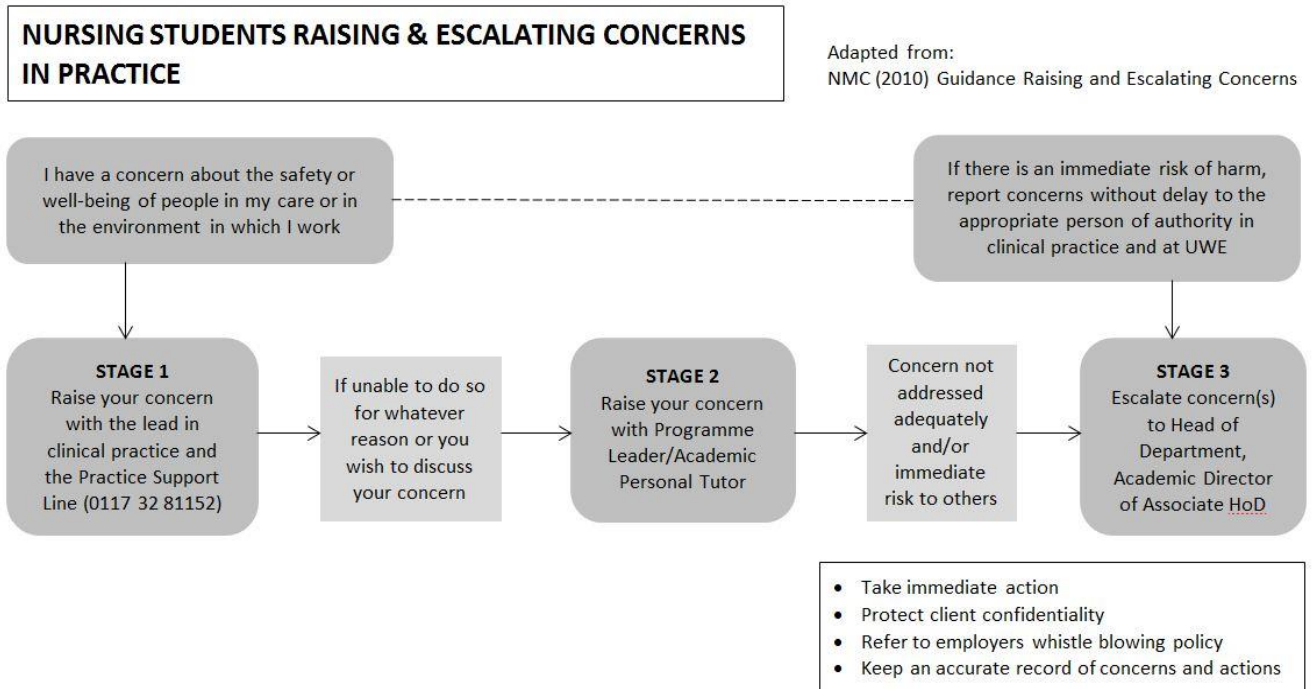 NURSING STUDENTS RAISING & ESCALATING CONCERNS
IN PRACTICE
Adapted from:
NMC (2010) Guidance Raising and Escalating Concerns
I have a concern about the safety or
well-being of people in my care or in
the environment in which I work
If there is an immediate risk of harm,
report concerns without delay to the
appropriate person of authority in
clinical practice and at UWE
STAGE 1
Raise your concern
with the lead in
clinical practice and
the Practice Support
Line (0117 32 81152)
If unable to do so
for whatever
reason or you
wish to discuss
your concern
STAGE 2
Raise your concern
with Programme
Leader/Academic
Personal Tutor
Concern not
addressed
adequately
and/or
immediate
risk to others
STAGE 3
Escalate concern(s)
to Head of
Department,
Academic Director
of Associate HoD
• Take immediate action
• Protect client confidentiality
• Refer to employers whistle blowing policy
• Keep an accurate record of concerns and actions